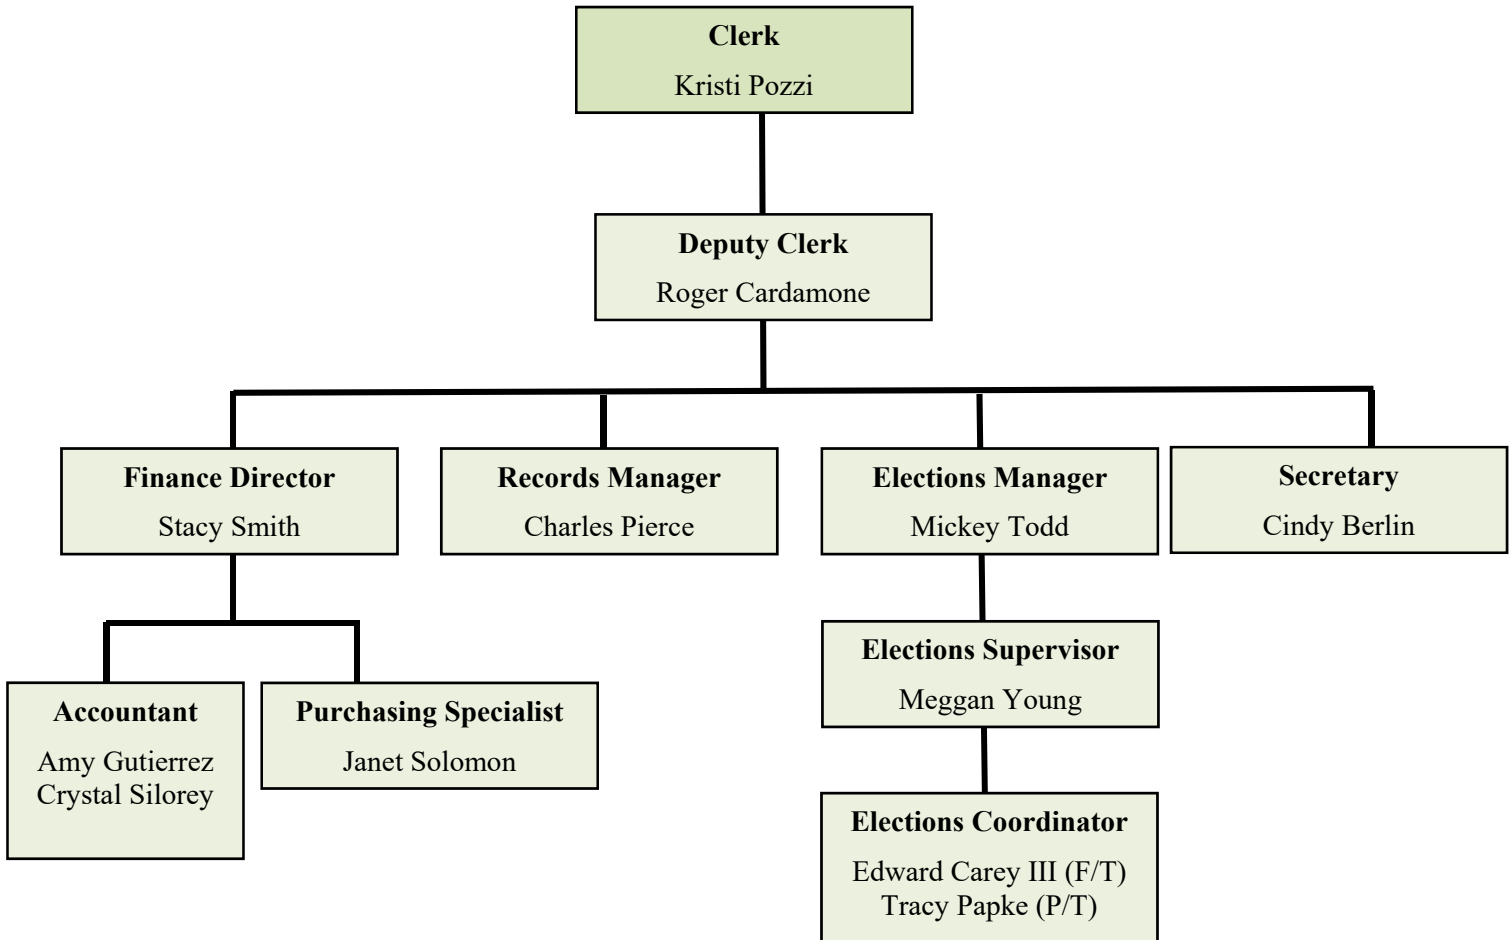 Clerk
Kristi Pozzi
Deputy Clerk
Roger Cardamone
Finance Director
Stacy Smith
Records Manager
Charles Pierce
Elections Manager
Mickey Todd
Secretary
Cindy Berlin
Accountant
Amy Gutierrez
Crystal Silorey
Purchasing Specialist
Janet Solomon
Elections Supervisor
Meggan Young
Elections Coordinator
Edward Carey III (F/T)
Tracy Papke (P/T)